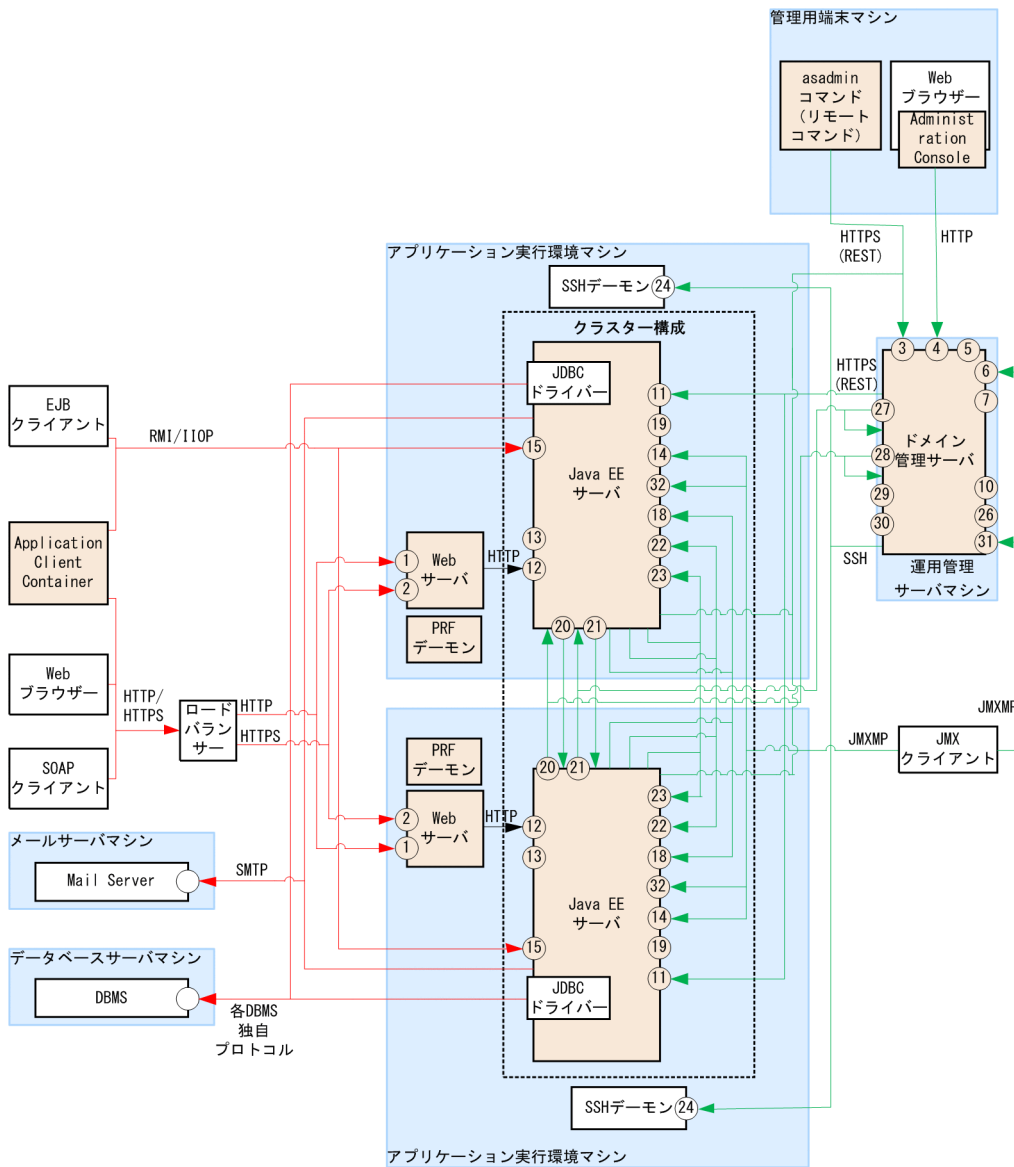 管理用端末マシン
asadmin
コマンド
(リモート
コマンド)
Web
ブラウザー
Administ
ration
Console
HTTPS
(REST)
HTTP
アプリケーション実行環境マシン
SSHデーモン
24
クラスター構成
JDBC
ドライバー
Java EE
サーバ
11
19
14
32
18
22
23
15
13
12
20
21
Web
サーバ
1
2
HTTP
PRF
デーモン
3
4
5
6
7
10
26
31
27
28
29
30
HTTPS
(REST)
ドメイン
管理サーバ
SSH
運用管理
サーバマシン
EJB
クライアント
RMI/IIOP
Application
Client
Container
Web
ブラウザー
SOAP
クライアント
HTTP/
HTTPS
ロード
バラン
サー
HTTP
HTTPS
JMXMP
JMXMP
JMX
クライアント
PRF
デーモン
Web
サーバ
2
1
HTTP
20
21
12
13
15
23
22
18
32
14
19
11
Java EE
サーバ
JDBC
ドライバー
メールサーバマシン
Mail Server
SMTP
データベースサーバマシン
DBMS
各DBMS
独自
プロトコル
SSHデーモン
24
アプリケーション実行環境マシン